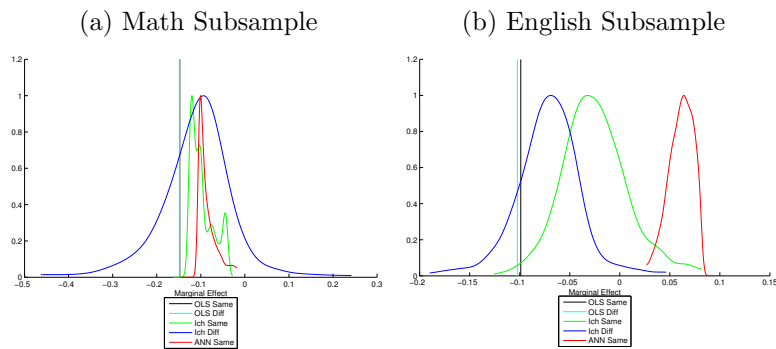 (a) Math Subsample
1.2
1
0.8
0.6
0.4
0.2
0
−0.5 −0.4 −0.3 −0.2 −0.1 0 0.1 0.2 0.3
Marginal Effect
OLS Same
OLS Diff
Ich Same
Ich Diff
ANN Same
(b) English Subsample
1.2
1
0.8
0.6
0.4
0.2
0
−0.2 −0.15 −0.1 −0.05 0 0.05 0.1 0.15
Marginal Effect
OLS Same
OLS Diff
Ich Same
Ich Diff
ANN Same